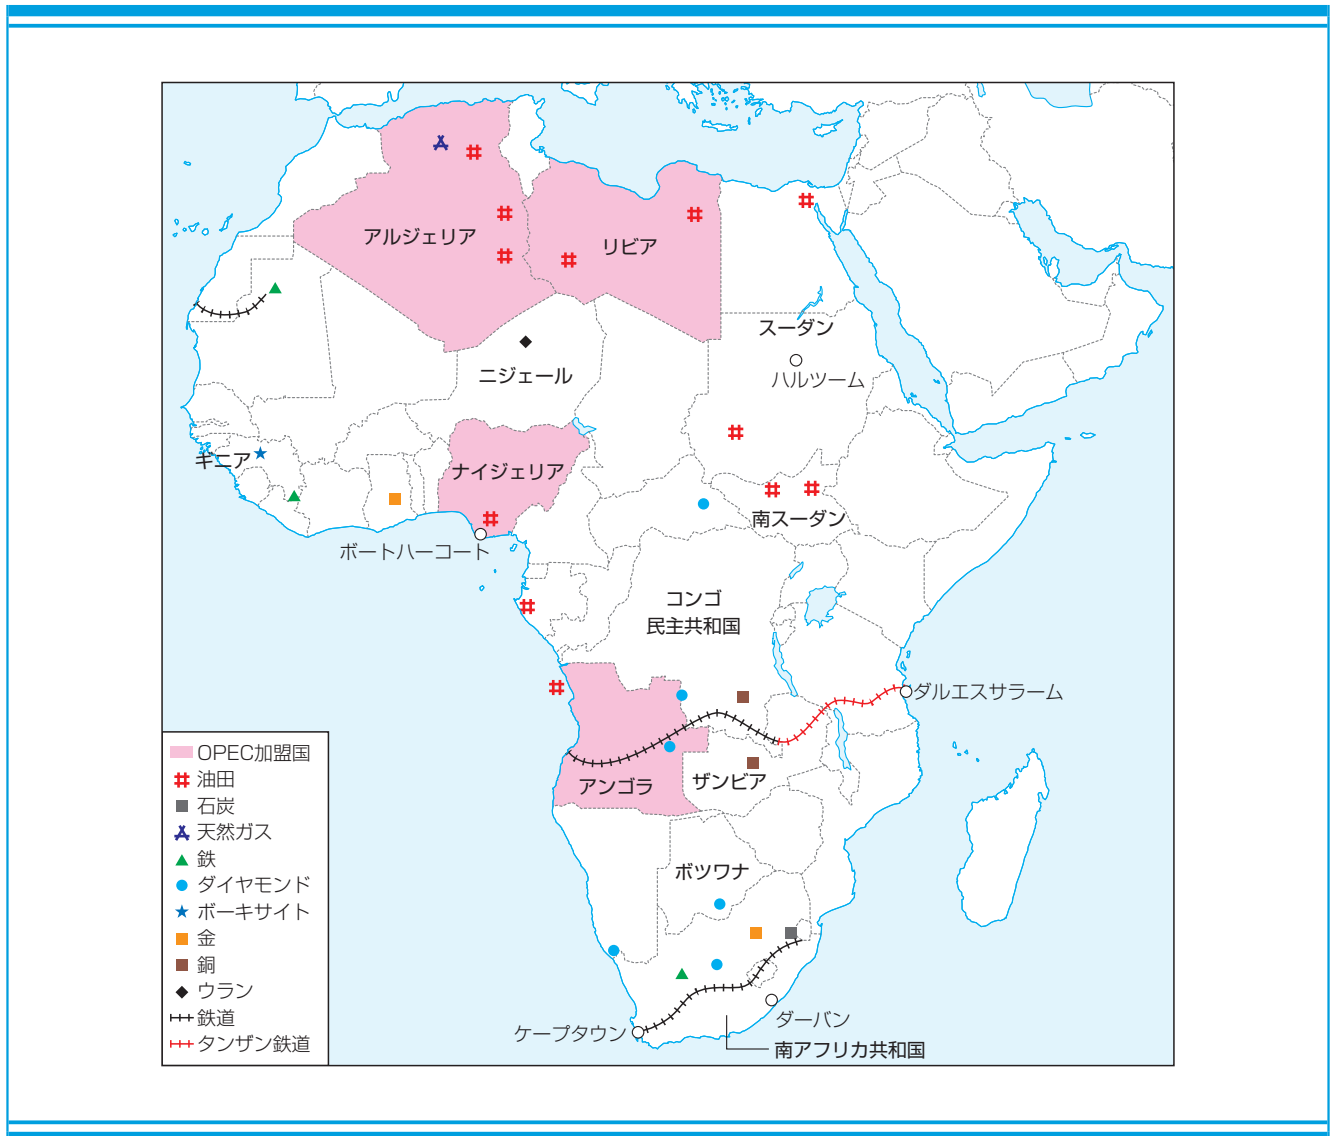 アルジェリア
リビア
スーダン
ハルツーム
ニジェール
ギニア
ナイジェリア
南スーダン
ボートハーコート
コンゴ
民主共和国
ダルエスサラーム
アンゴラ
ザンビア
ボツワナ
ケープタウン
ダーバン
南アフリカ共和国
OPEC加盟国
油田
石炭
天然ガス
鉄
ダイヤモンド
ボーキサイト
金
銅
ウラン
鉄道
タンザン鉄道